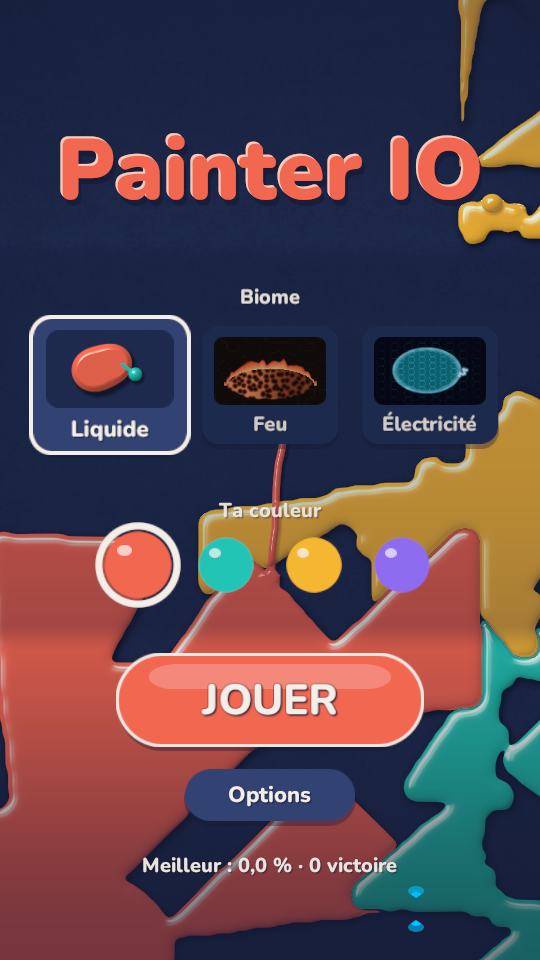 Painter IO
Biome
Liquide
Feu
Électricité
Ta couleur
JOUER
Options
Meilleur : 0,0 % · 0 victoire